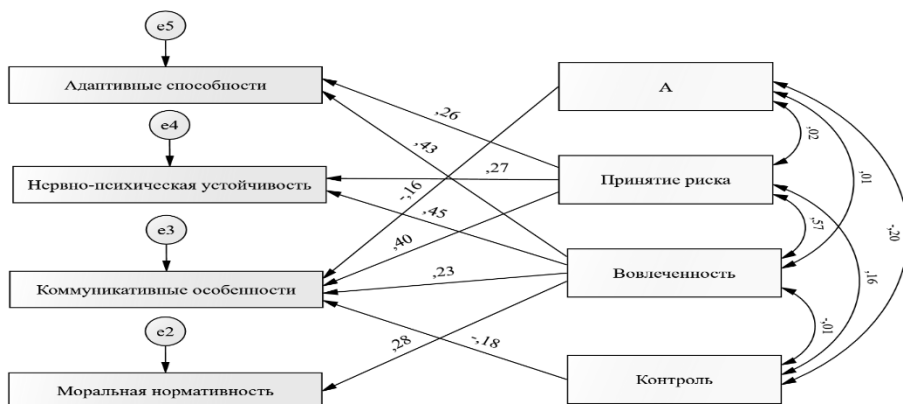 e5
Адаптивные способности
e4
Нервно-психическая устойчивость
e3
Коммуникативные особенности
e2
Моральная нормативность
,26
,43
,27
-,16
,45
,40
,23
-,18
,28
А
Принятие риска
Вовлеченность
Контроль
,02
,01
-,20
,57
,16
-,01